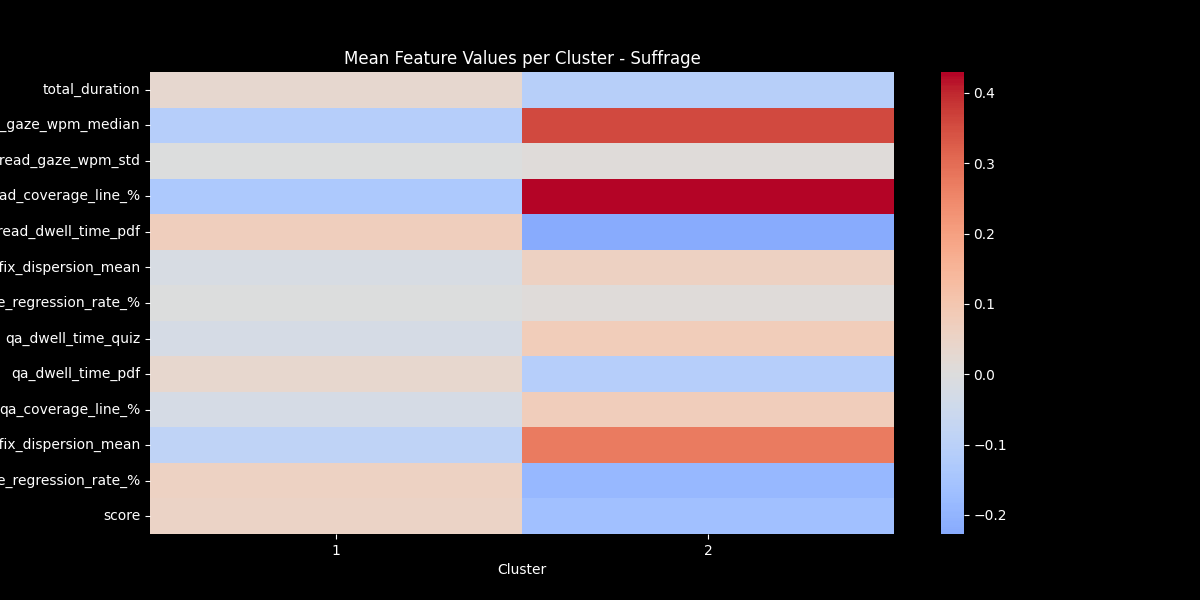 Mean Feature Values per Cluster - Suffrage
total_duration
_gaze_wpm_median
read_gaze_wpm_std
ad_coverage_line_%
read_dwell_time_pdf
fix_dispersion_mean
e_regression_rate_%
qa_dwell_time_quiz
qa_dwell_time_pdf
qa_coverage_line_%
fix_dispersion_mean
e_regression_rate_%
score
1
2
Cluster
0.4
0.3
0.2
0.1
0.0
−0.1
−0.2